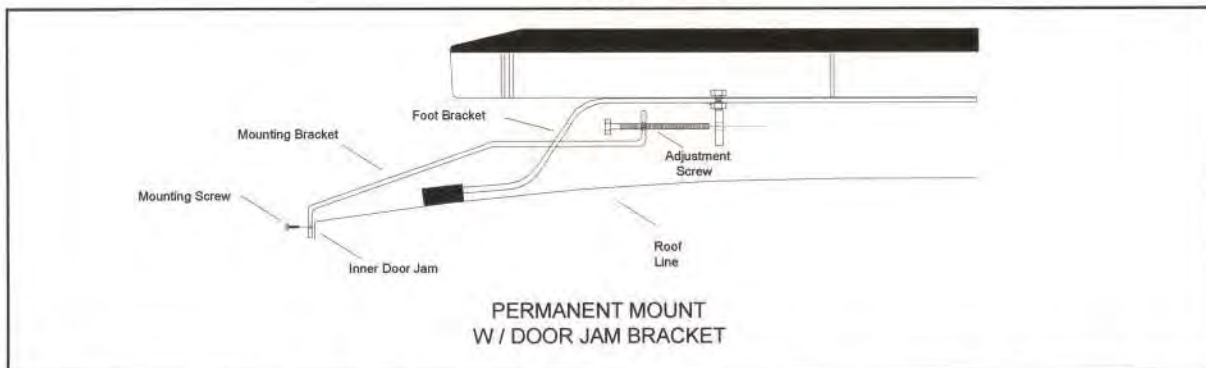 Foot Bracket
Mounting Bracket
Adjustment
Screw
Mounting Screw
Roof
Line
Inner Door Jam
PERMANENT MOUNT
W / DOOR JAM BRACKET